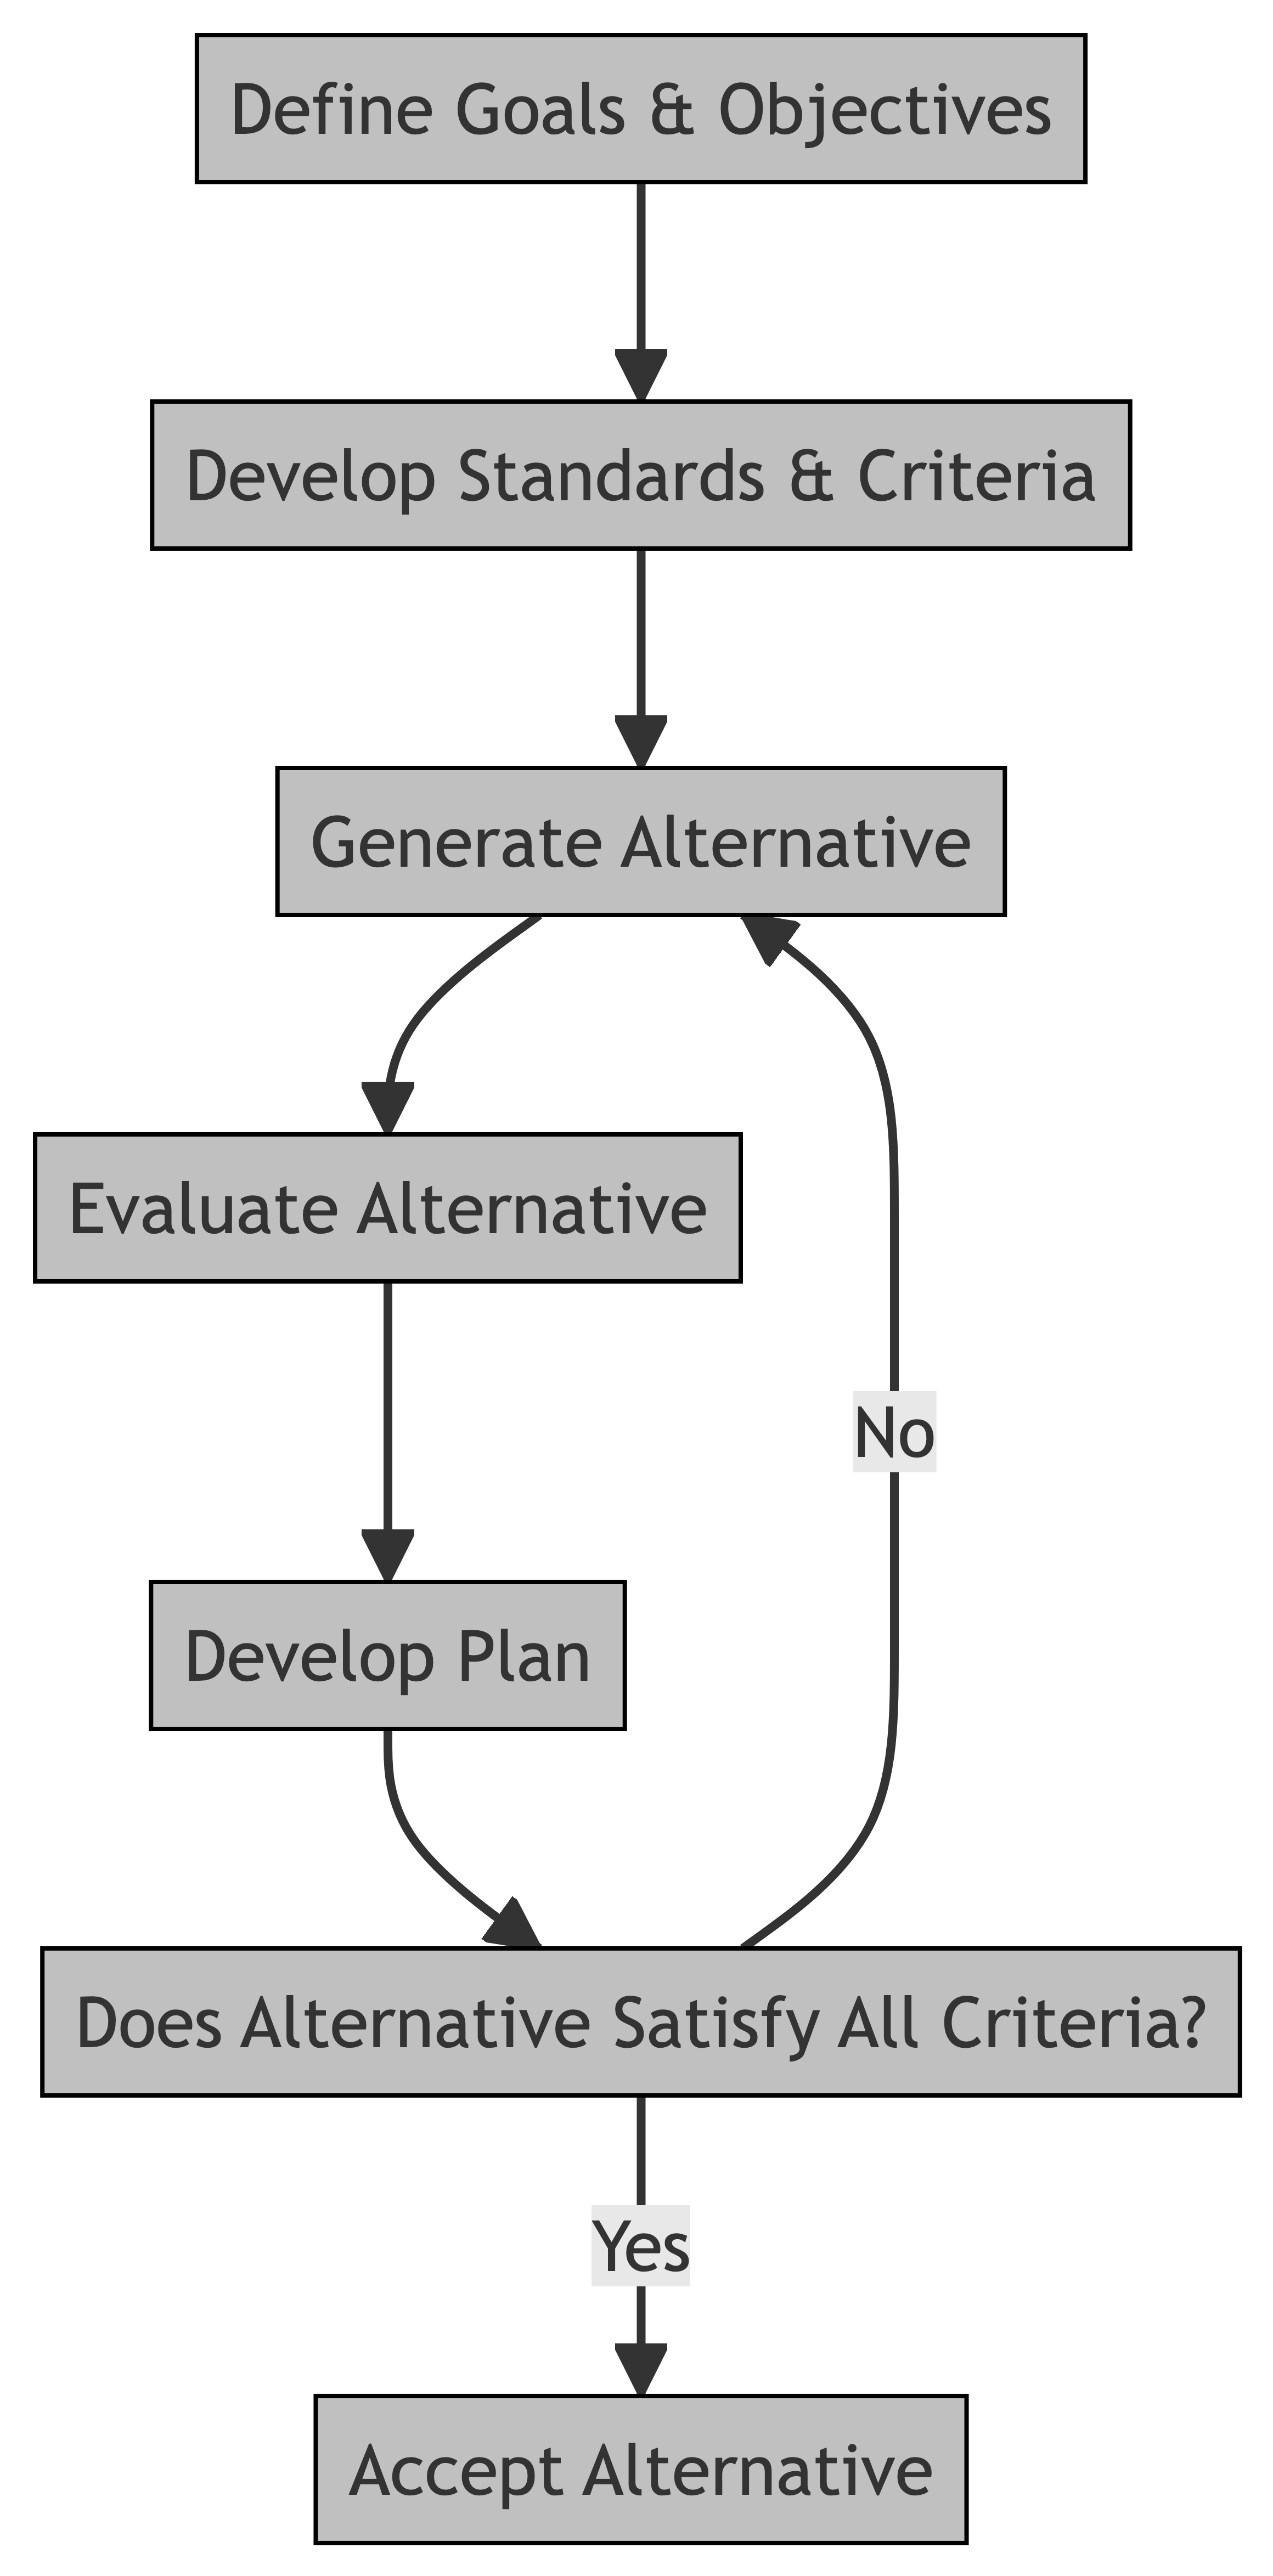 Define Goals & Objectives
Develop Standards & Criteria
Generate Alternative
Evaluate Alternative
No
Develop Plan
Does Alternative Satisfy All Criteria?
Yes
Accept Alternative